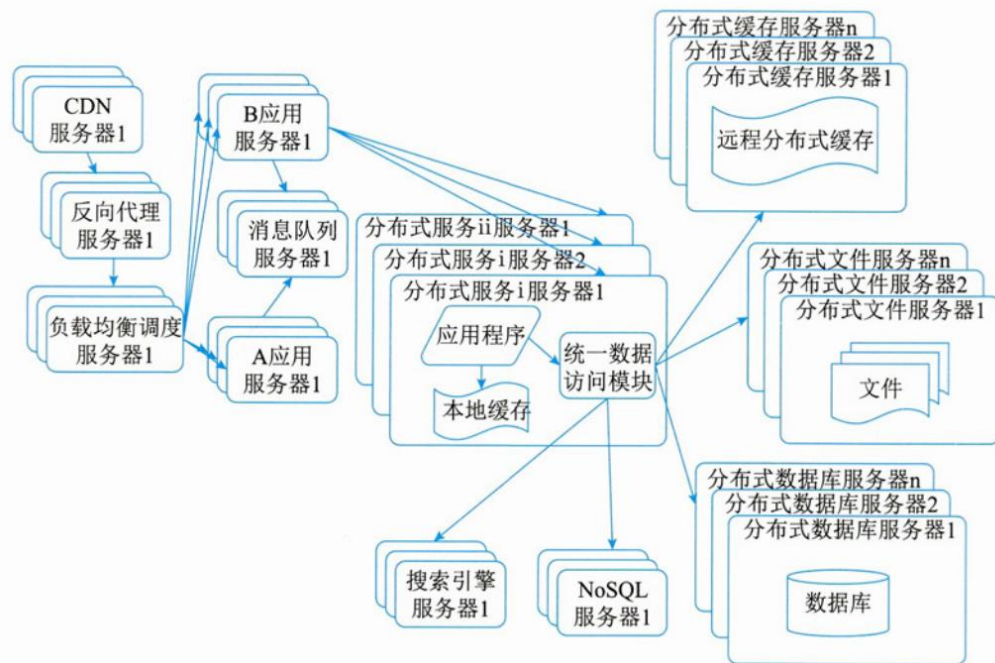 CDN
服务器1
反向代理
服务器1
负载均衡调度
服务器1
B应用
服务器1
消息队列
服务器1
A应用
服务器1
分布式服务ii服务器1
分布式服务i服务器2
分布式服务i服务器1
应用程序
本地缓存
统一数据
访问模块
分布式缓存服务器n
分布式缓存服务器2
分布式缓存服务器1
远程分布式缓存
分布式文件服务器n
分布式文件服务器2
分布式文件服务器1
文件
分布式数据库服务器n
分布式数据库服务器2
分布式数据库服务器1
数据库
搜索引擎
服务器1
NoSQL
服务器1